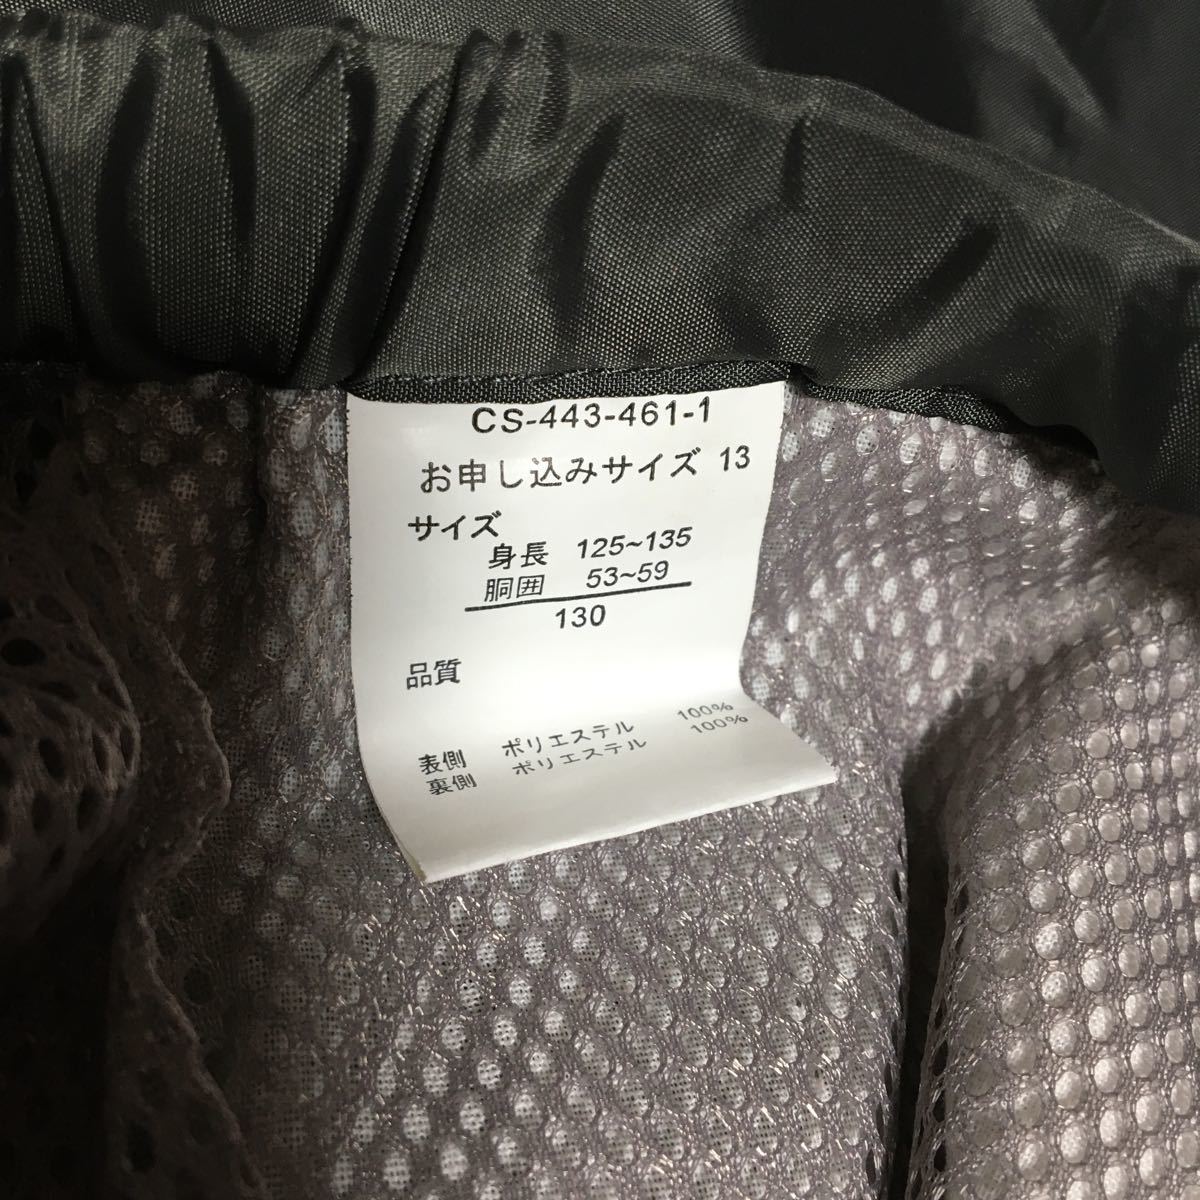 CS-443-461-1
お申し込みサイズ 13
サイズ
身長 125~135
胴囲 53~59
130
品質
表側 ポリエステル 100%
裏側 ポリエステル 100%